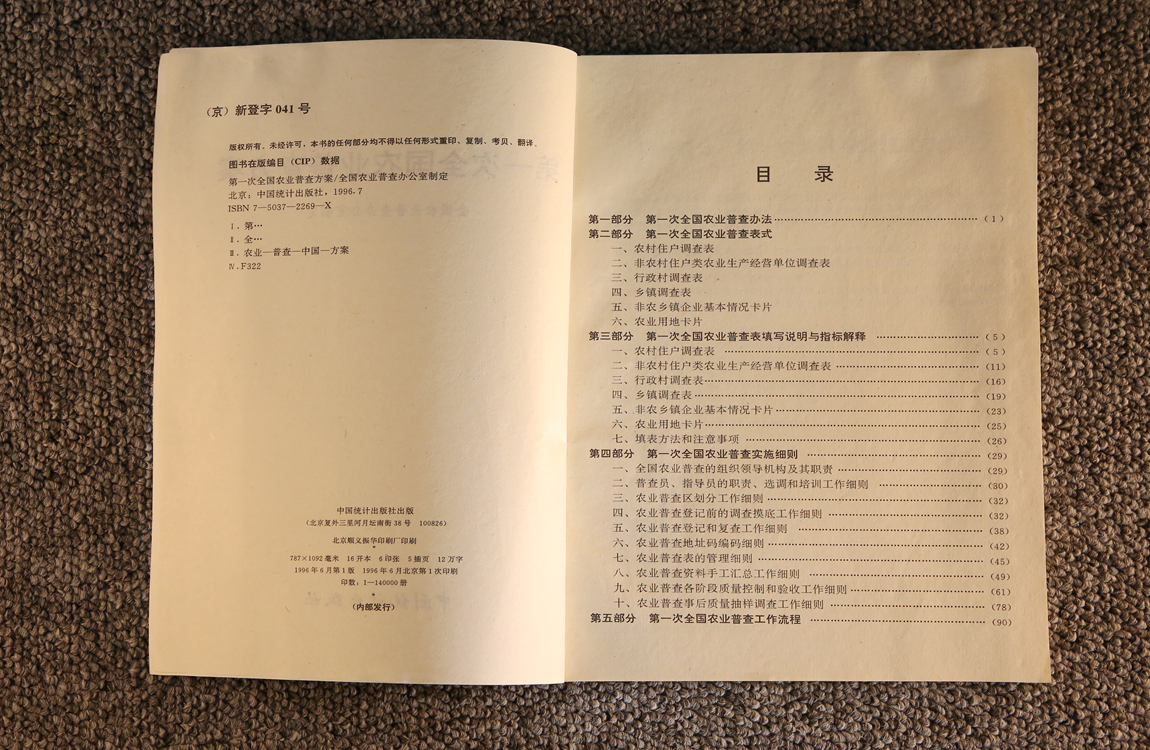 （京）新登字 041 号
版权所有。未经许可，本书的任何部分均不得以任何形式重印、复制、考贝、翻译。
图书在版编目（CIP）数据
第一次全国农业普查方案/全国农业普查办公室制定
北京：中国统计出版社，1996.7
ISBN 7—5037—2269—X
Ⅰ．第…
Ⅱ．全…
Ⅲ．农业—普查—中国—方案
Ⅳ．F322
中国统计出版社出版
（北京复外三里河月坛南街 38 号 100826）
北京顺义振华印刷厂印刷
787×1092 毫米 16 开本 6 印张 5 插页 12 万字
1996 年 6 月第 1 版 1996 年 6 月北京第 1 次印刷
印数：1—140000 册
（内部发行）
目 录
第一部分 第一次全国农业普查办法……（1）
第二部分 第一次全国农业普查表式
一、农村住户调查表
二、非农村住户类农业生产经营单位调查表
三、行政村调查表
四、乡镇调查表
五、非农乡镇企业基本情况卡片
六、农业用地卡片
第三部分 第一次全国农业普查表填写说明与指标解释……（5）
一、农村住户调查表……（5）
二、非农村住户类农业生产经营单位调查表……（11）
三、行政村调查表……（16）
四、乡镇调查表……（19）
五、非农乡镇企业基本情况卡片……（23）
六、农业用地卡片……（25）
七、填表方法和注意事项……（26）
第四部分 第一次全国农业普查实施细则……（29）
一、全国农业普查的组织领导机构及其职责……（29）
二、普查员、指导员的职责、选调和培训工作细则……（30）
三、农业普查区划分工作细则……（32）
四、农业普查登记前的调查摸底工作细则……（32）
五、农业普查登记和复查工作细则……（38）
六、农业普查地址码编码细则……（42）
七、农业普查表的管理细则……（45）
八、农业普查资料手工汇总工作细则……（49）
九、农业普查各阶段质量控制和验收工作细则……（61）
十、农业普查事后质量抽样调查工作细则……（78）
第五部分 第一次全国农业普查工作流程……（90）